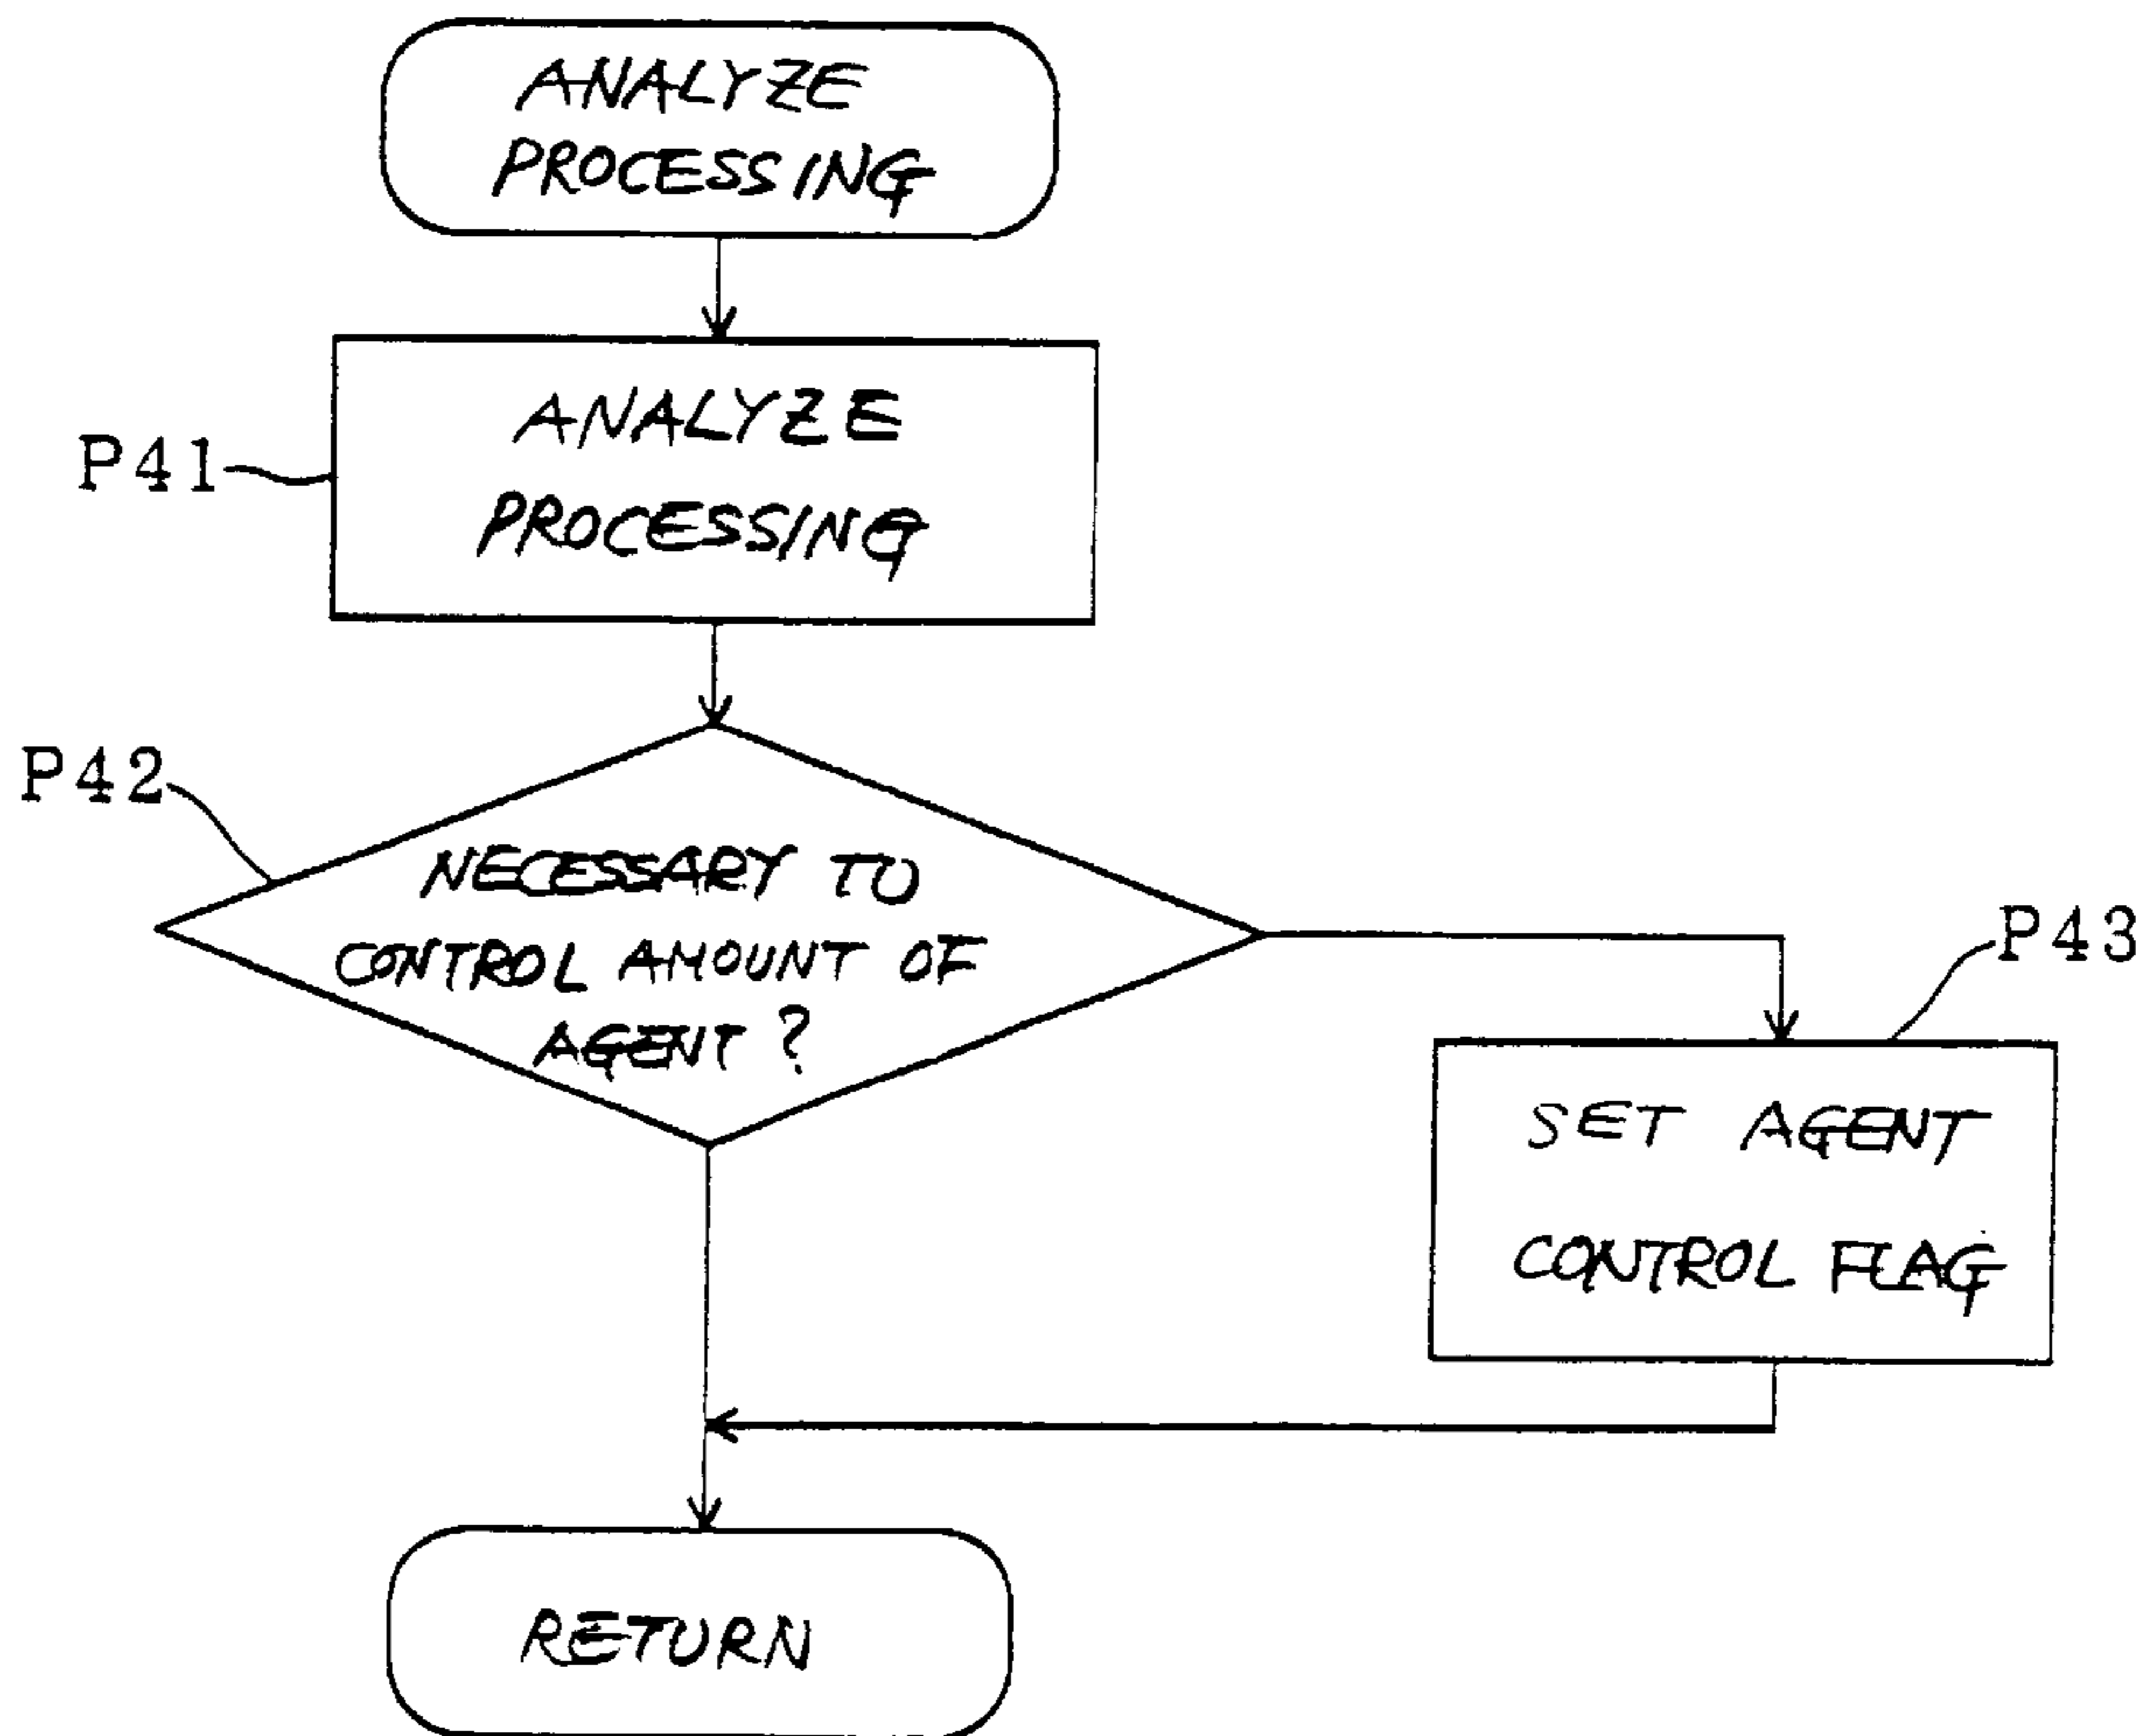 ANALYZE
PROCESSING
P41
ANALYZE
PROCESSING
P42
NECESSARY TO
CONTROL AMOUNT OF
AGENT ?
P43
SET AGENT
CONTROL FLAG
RETURN